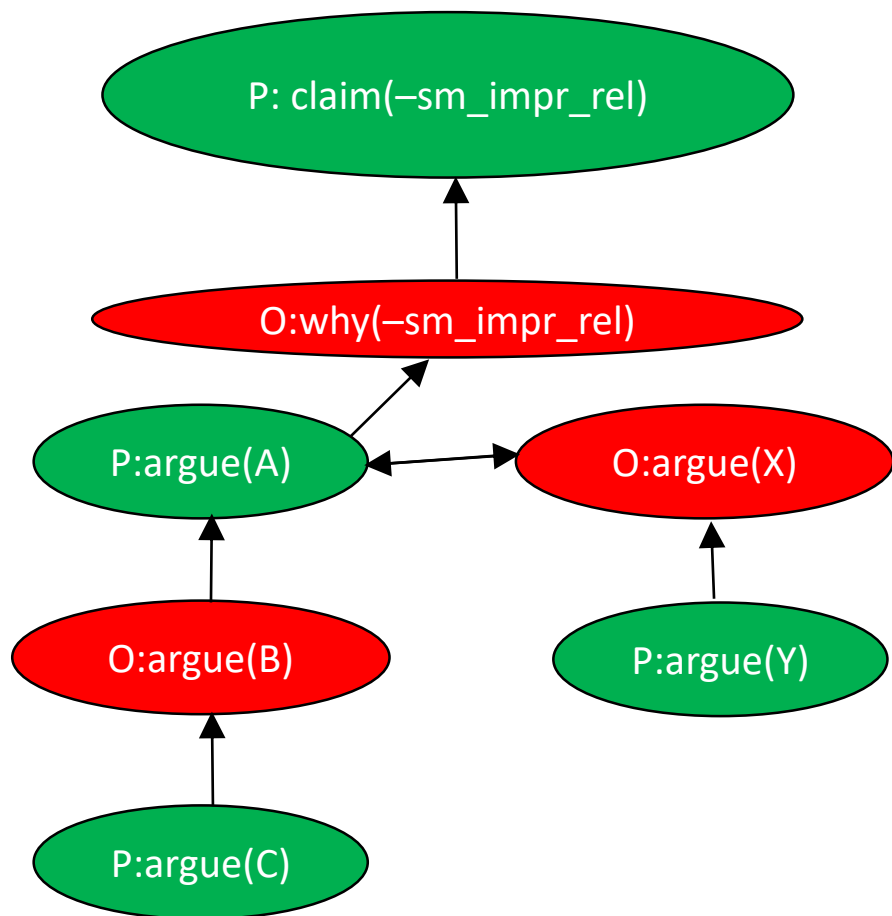 P: claim(–sm_impr_rel)
O:why(–sm_impr_rel)
P:argue(A)
O:argue(X)
O:argue(B)
P:argue(Y)
P:argue(C)